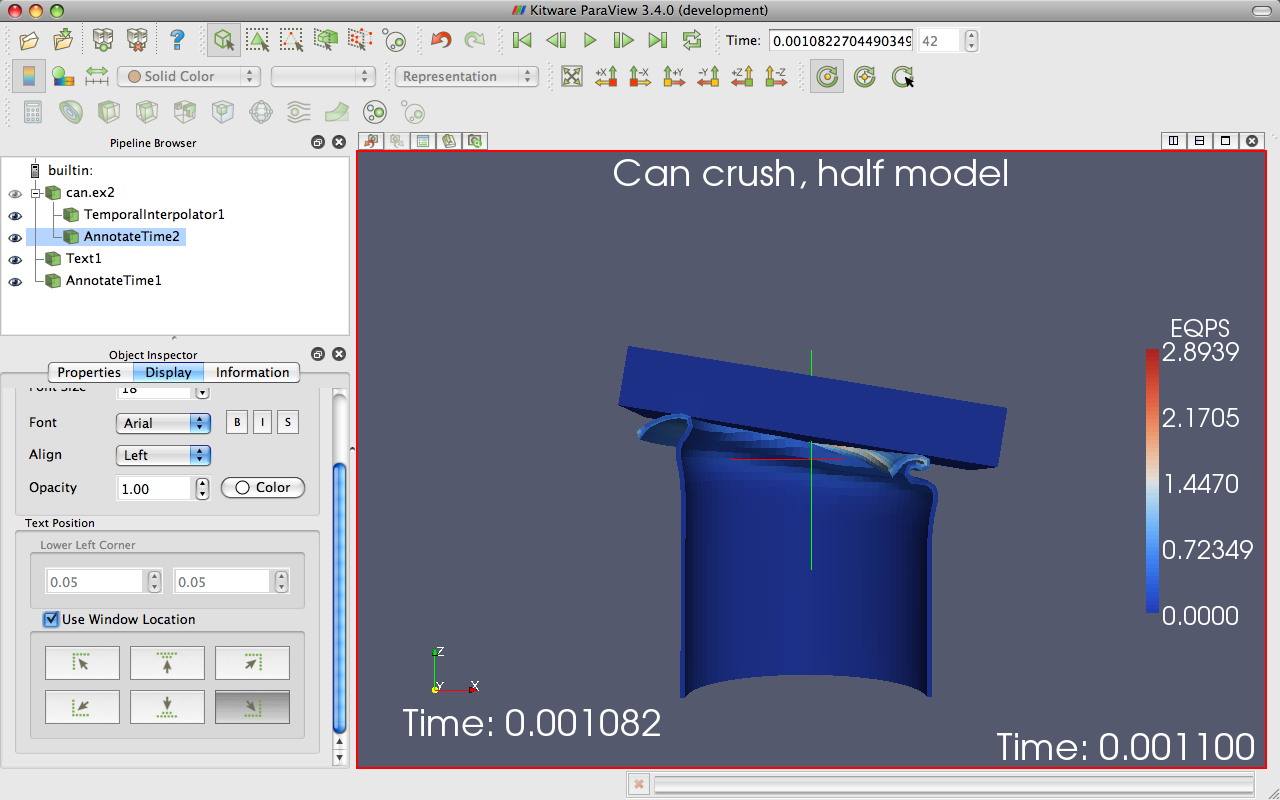 Kitware ParaView 3.4.0 (development)
Time: 0.0010822704490349 42
Solid Color Representation
+X -X +Y -Y +Z -Z
Pipeline Browser
builtin:
can.ex2
TemporalInterpolator1
AnnotateTime2
Text1
AnnotateTime1
Object Inspector
Properties Display Information
Font Size 18
Font Arial B I S
Align Left
Opacity 1.00 Color
Text Position
Lower Left Corner
0.05 0.05
Use Window Location
Can crush, half model
EQPS
2.8939
2.1705
1.4470
0.72349
0.0000
Z
Y X
Time: 0.001082
Time: 0.001100